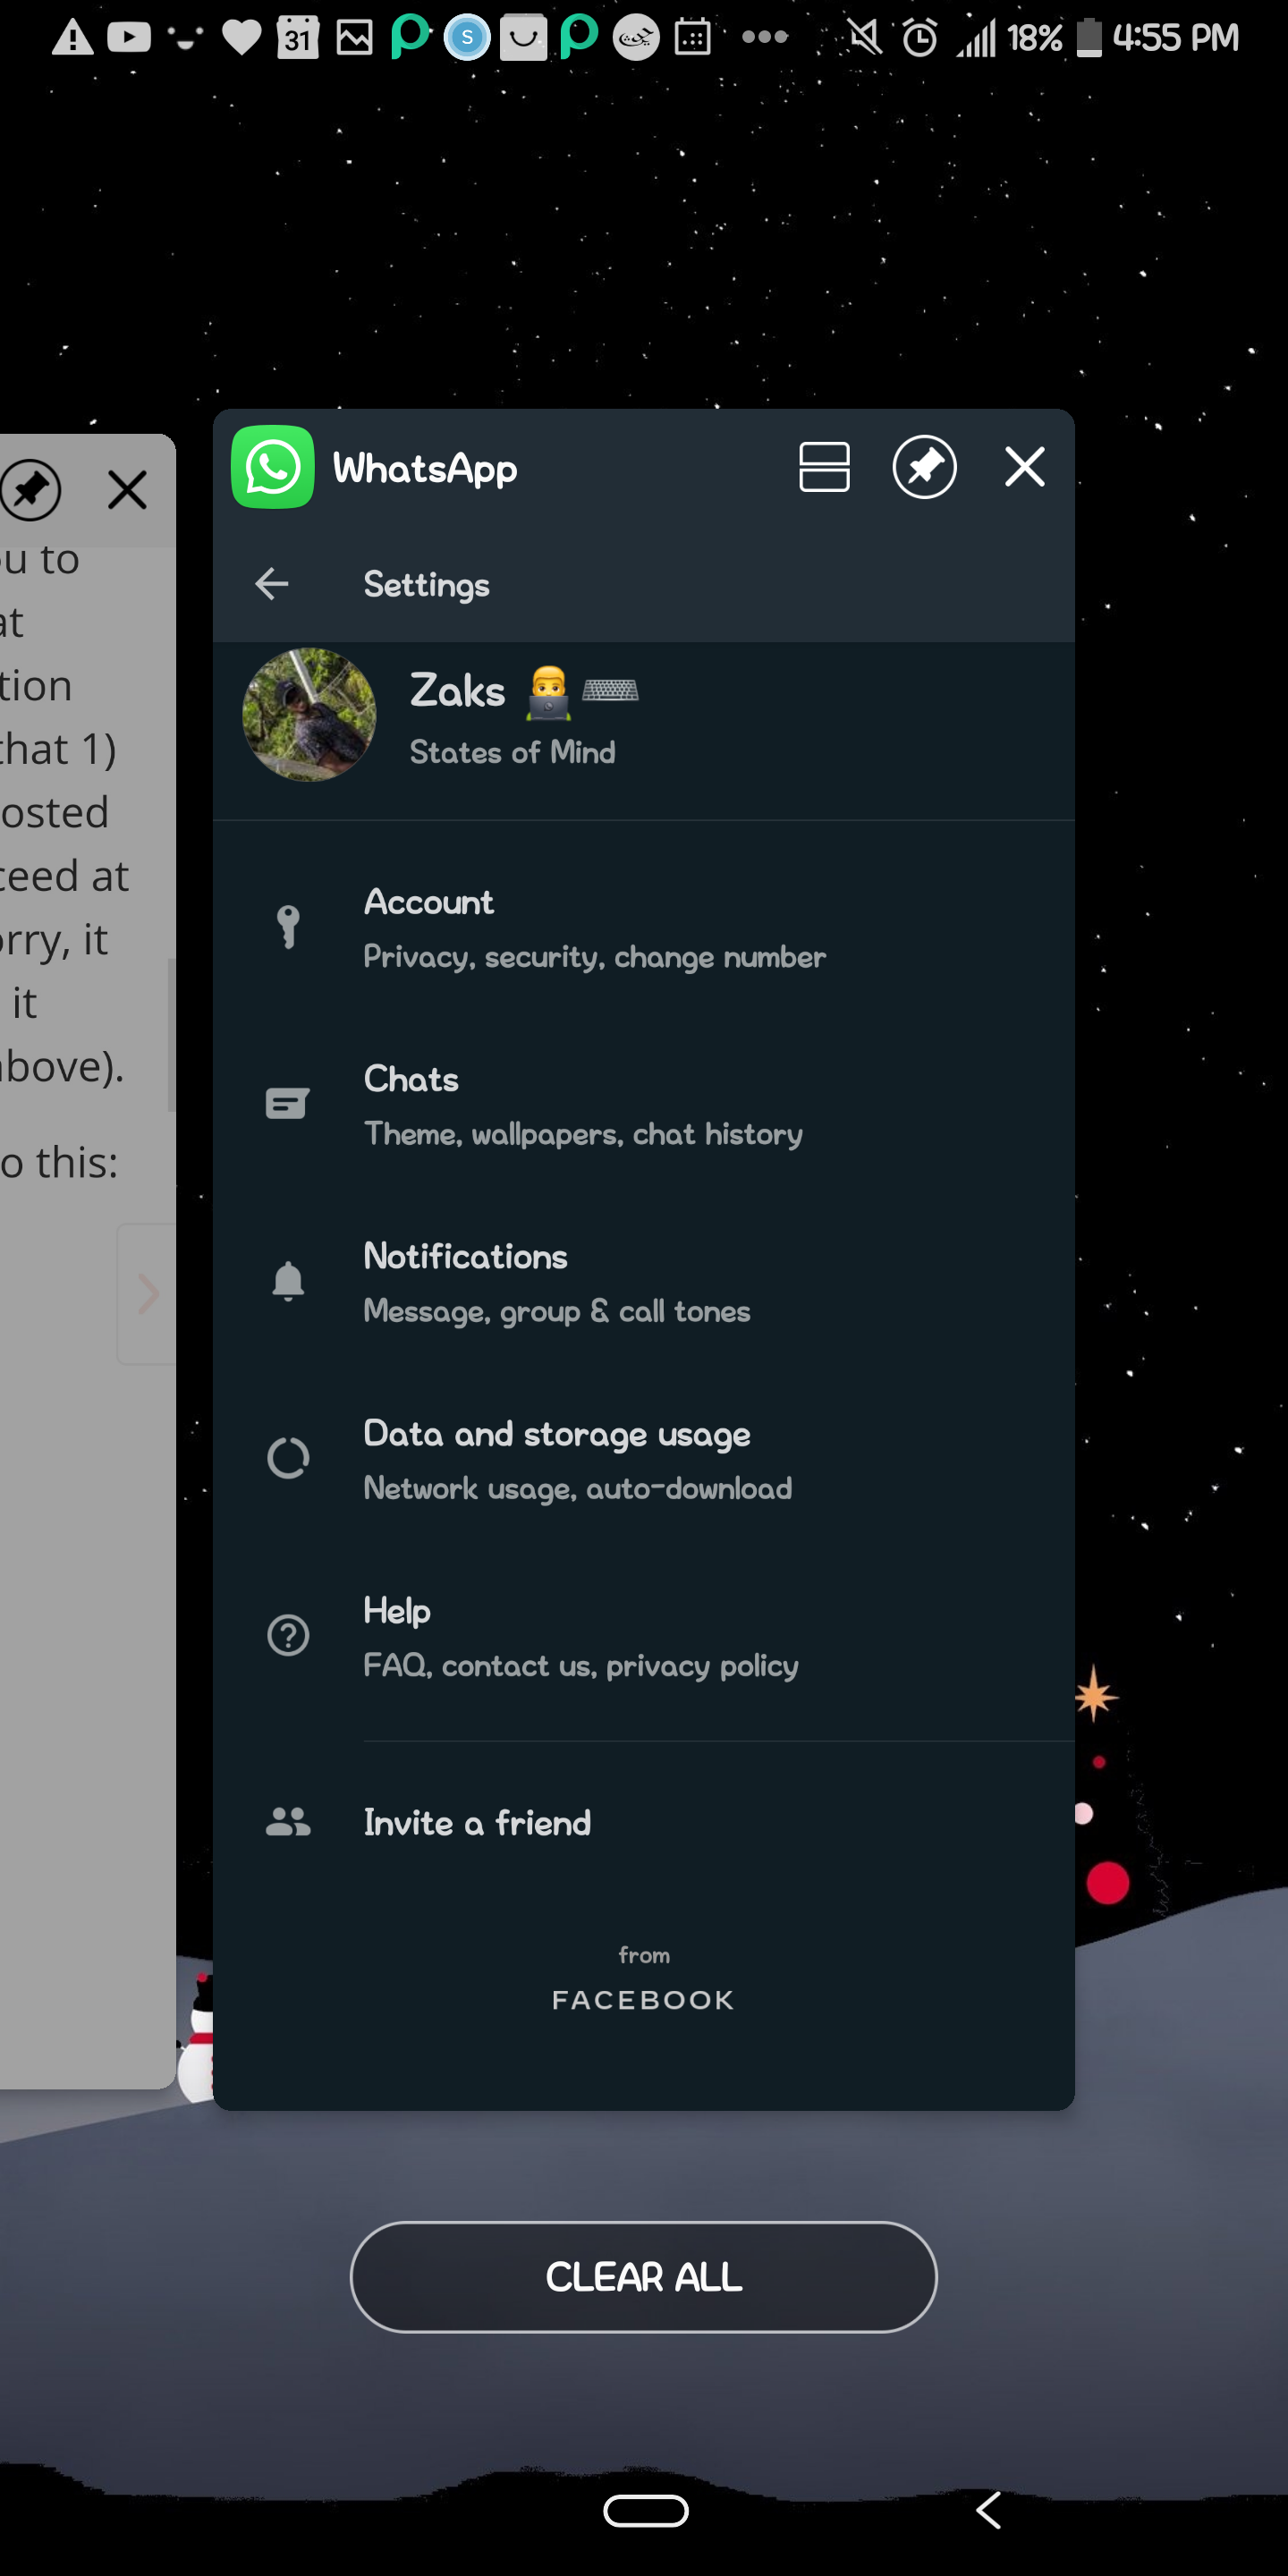 31
S
18%
4:55 PM
u to
at
tion
that 1)
osted
ceed at
orry, it
it
above).
o this:
WhatsApp
Settings
Zaks 👨‍💻⌨️
States of Mind
Account
Privacy, security, change number
Chats
Theme, wallpapers, chat history
Notifications
Message, group & call tones
Data and storage usage
Network usage, auto-download
Help
FAQ, contact us, privacy policy
Invite a friend
from
FACEBOOK
CLEAR ALL